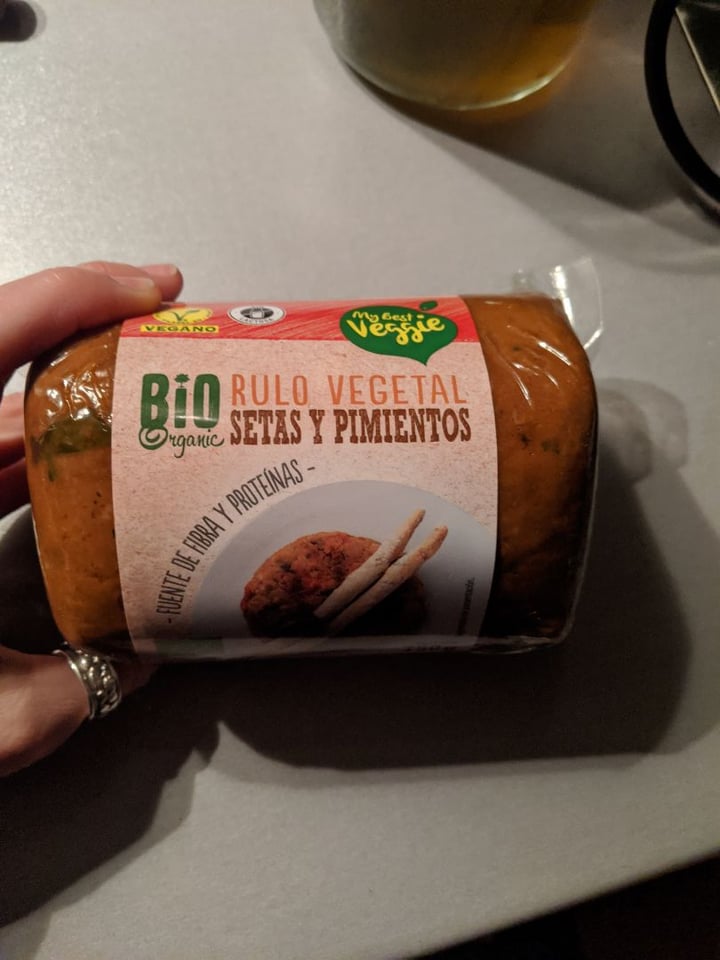 VEGANO
My Best
Veggie
BIO
Organic
RULO VEGETAL
SETAS Y PIMIENTOS
- FUENTE DE FIBRA Y PROTEÍNAS -